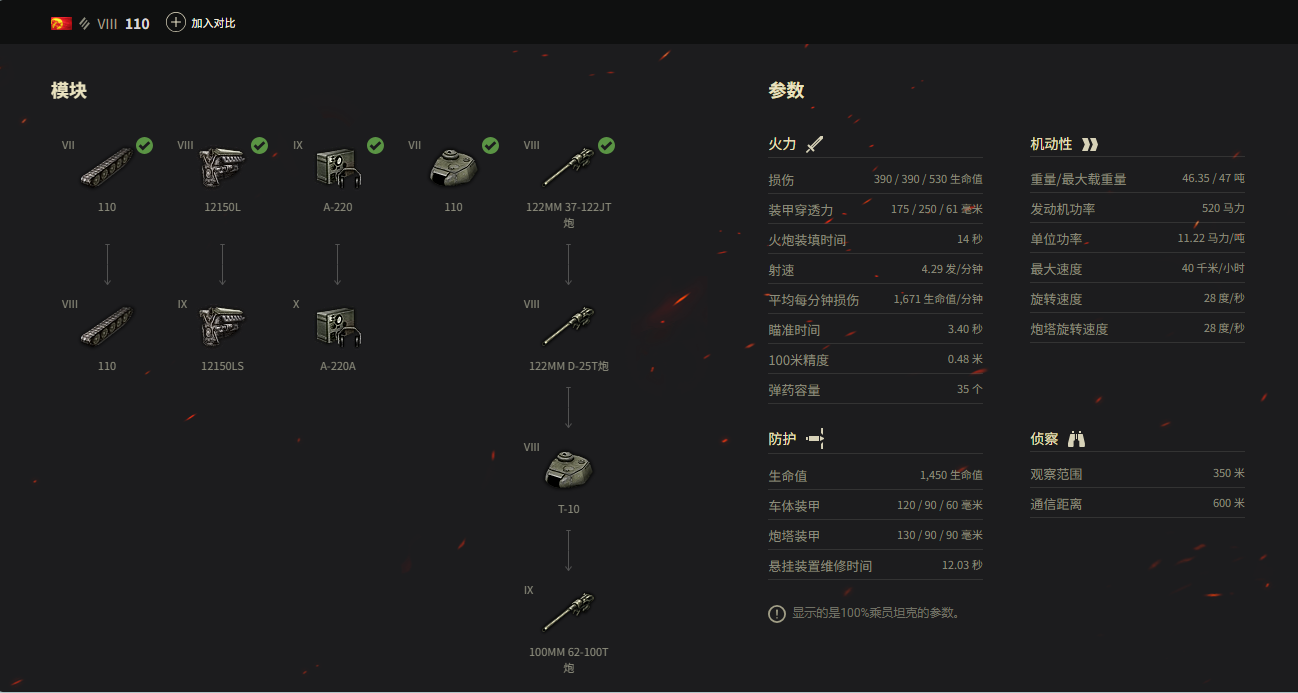 VIII 110 加入对比
模块
VII VIII IX VII VIII
110 12150L A-220 110 122MM 37-122JT
炮
VIII IX X VIII
110 12150LS A-220A 122MM D-25T炮
VIII
T-10
IX
100MM 62-100T
炮
参数
火力
损伤 390 / 390 / 530 生命值
装甲穿透力 175 / 250 / 61 毫米
火炮装填时间 14 秒
射速 4.29 发/分钟
平均每分钟损伤 1,671 生命值/分钟
瞄准时间 3.40 秒
100米精度 0.48 米
弹药容量 35 个
机动性
重量/最大载重量 46.35 / 47 吨
发动机功率 520 马力
单位功率 11.22 马力/吨
最大速度 40 千米/小时
旋转速度 28 度/秒
炮塔旋转速度 28 度/秒
防护
生命值 1,450 生命值
车体装甲 120 / 90 / 60 毫米
炮塔装甲 130 / 90 / 90 毫米
悬挂装置维修时间 12.03 秒
侦察
观察范围 350 米
通信距离 600 米
显示的是100%乘员坦克的参数。